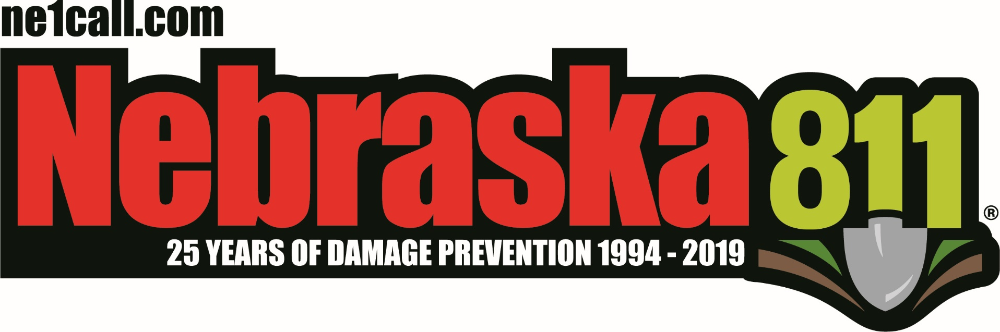 ne1call.com
Nebraska 811®
25 YEARS OF DAMAGE PREVENTION 1994 - 2019